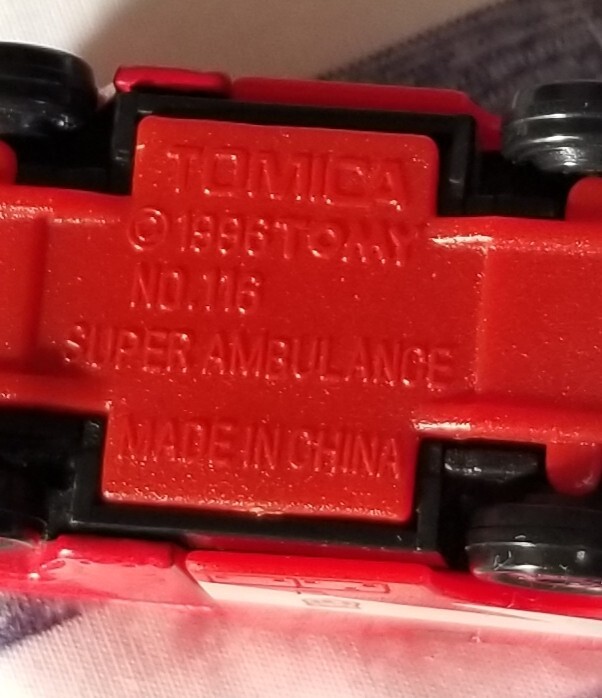 TOMICA
© 1996 TOMY
NO.116
SUPER AMBULANCE
MADE IN CHINA